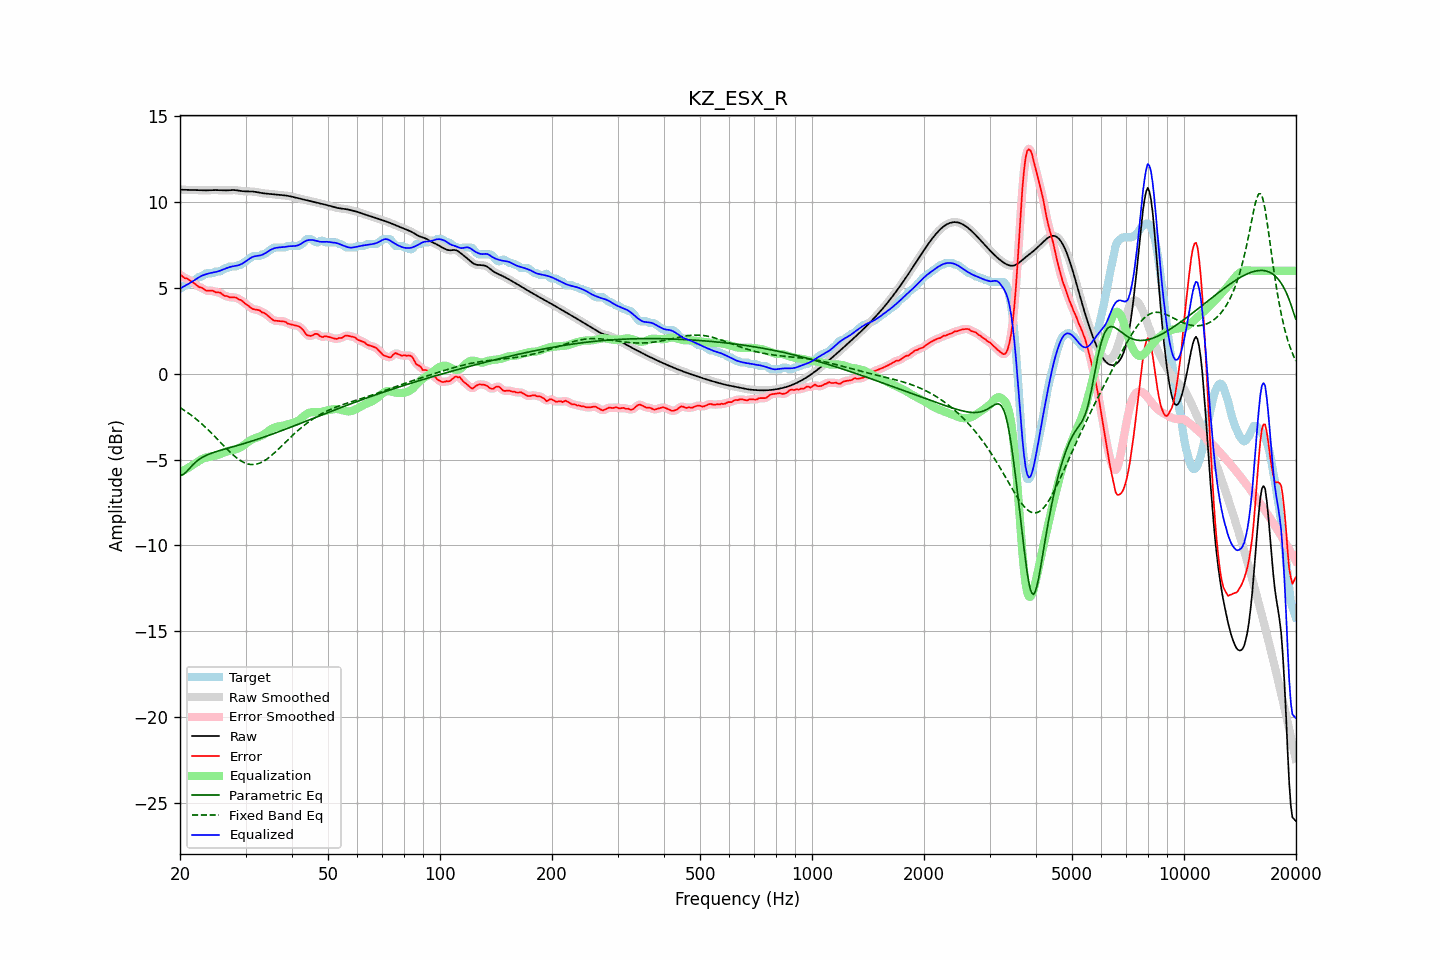 KZ_ESX_R
Amplitude (dBr)
15
10
5
0
−5
−10
−15
−20
−25
Target
Raw Smoothed
Error Smoothed
Raw
Error
Equalization
Parametric Eq
Fixed Band Eq
Equalized
20
50
100
200
500
1000
2000
5000
10000
20000
Frequency (Hz)